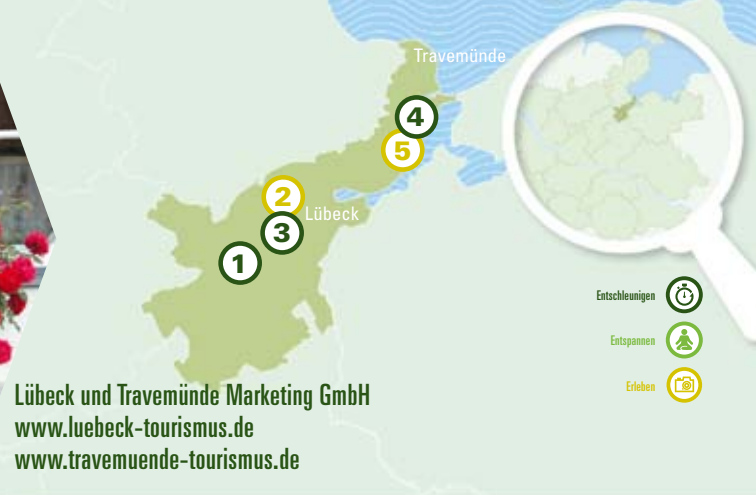 Travemünde
4
5
2
Lübeck
3
1
Entschleunigen
Entspannen
Erleben
Lübeck und Travemünde Marketing GmbH
www.luebeck-tourismus.de
www.travemuende-tourismus.de